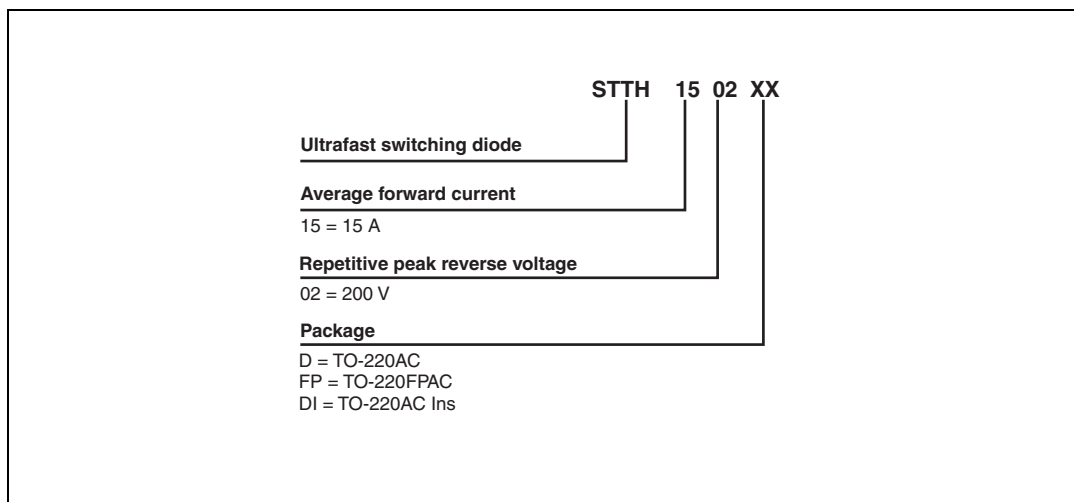 STTH 15 02 XX
Ultrafast switching diode
Average forward current
15 = 15 A
Repetitive peak reverse voltage
02 = 200 V
Package
D = TO-220AC
FP = TO-220FPAC
DI = TO-220AC Ins